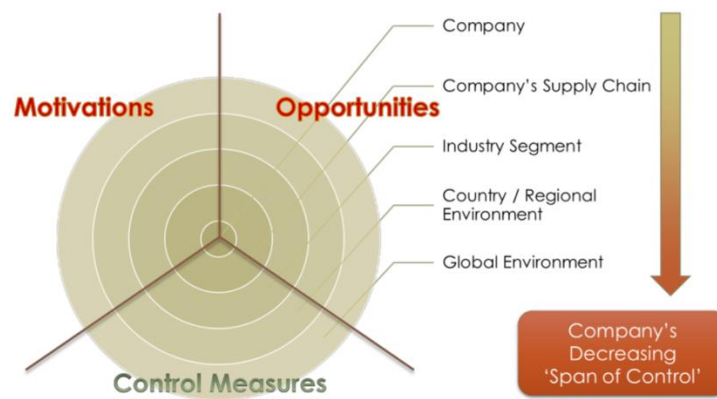 Motivations
Opportunities
Control Measures
Company
Company's Supply Chain
Industry Segment
Country / Regional
Environment
Global Environment
Company's
Decreasing
'Span of Control'